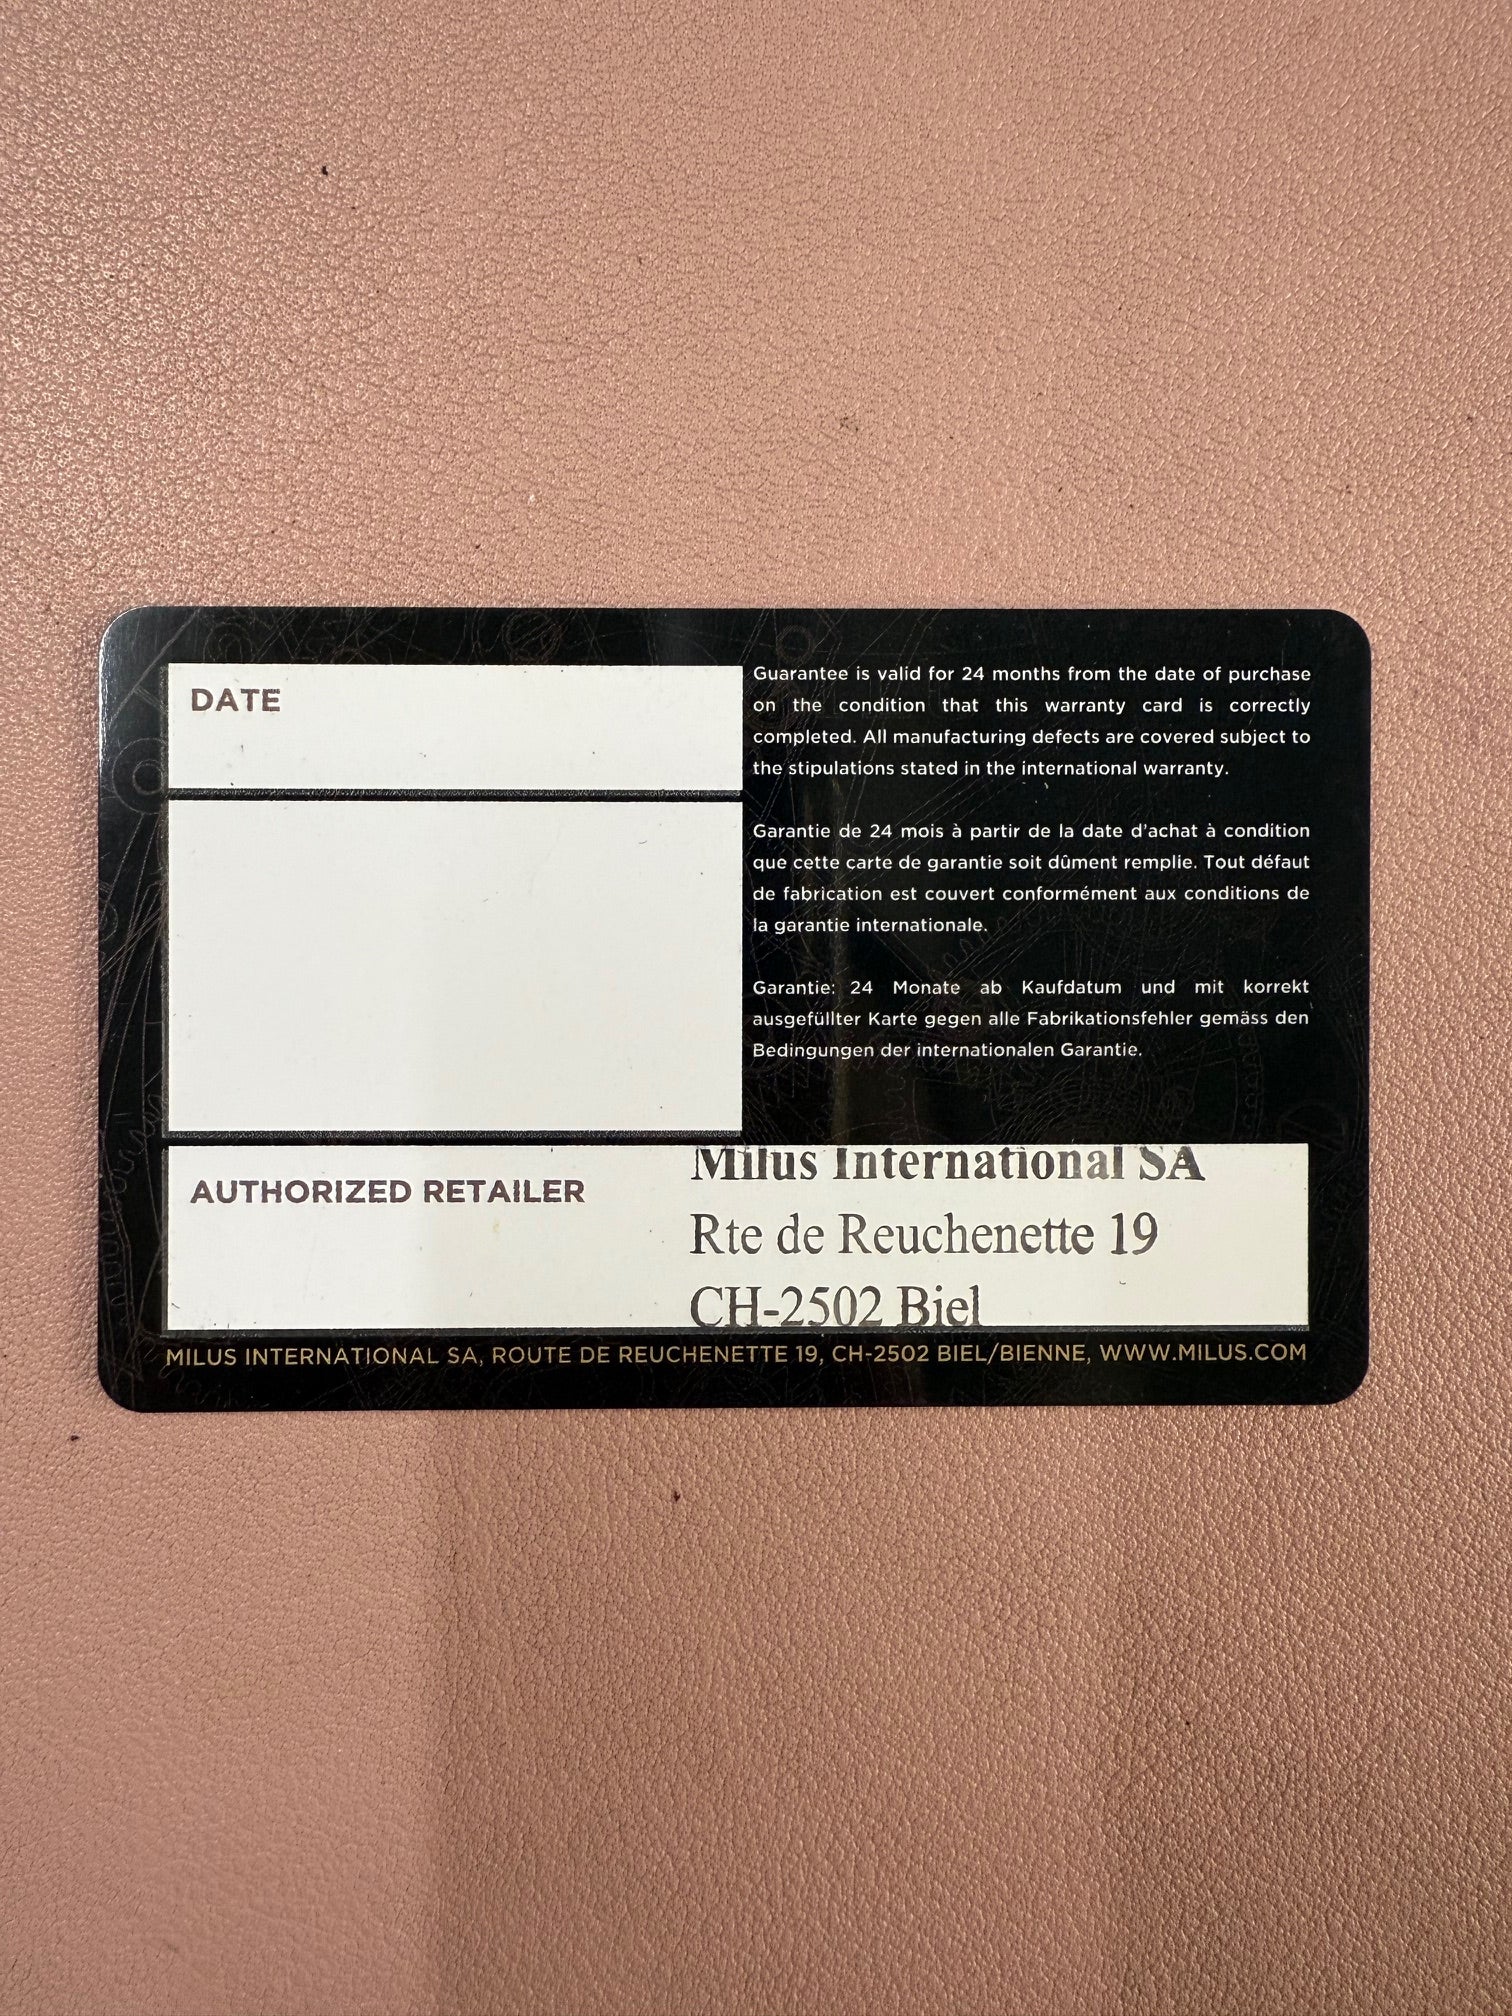 DATE
Guarantee is valid for 24 months from the date of purchase
on the condition that this warranty card is correctly
completed. All manufacturing defects are covered subject to
the stipulations stated in the international warranty.
Garantie de 24 mois à partir de la date d'achat à condition
que cette carte de garantie soit dûment remplie. Tout défaut
de fabrication est couvert conformément aux conditions de
la garantie internationale.
Garantie: 24 Monate ab Kaufdatum und mit korrekt
ausgefüllter Karte gegen alle Fabrikationsfehler gemäss den
Bedingungen der internationalen Garantie.
AUTHORIZED RETAILER
Milus International SA
Rte de Reuchenette 19
CH-2502 Biel
MILUS INTERNATIONAL SA, ROUTE DE REUCHENETTE 19, CH-2502 BIEL/BIENNE, WWW.MILUS.COM